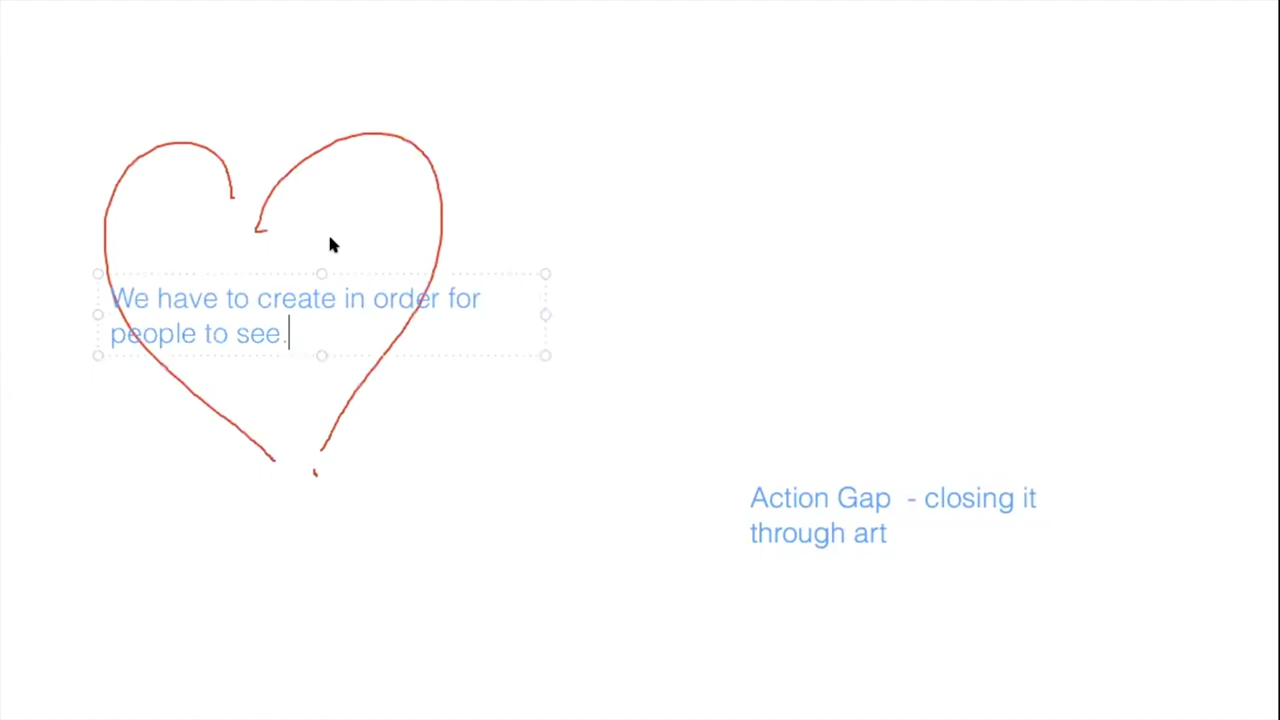 We have to create in order for
people to see.
Action Gap  - closing it
through art